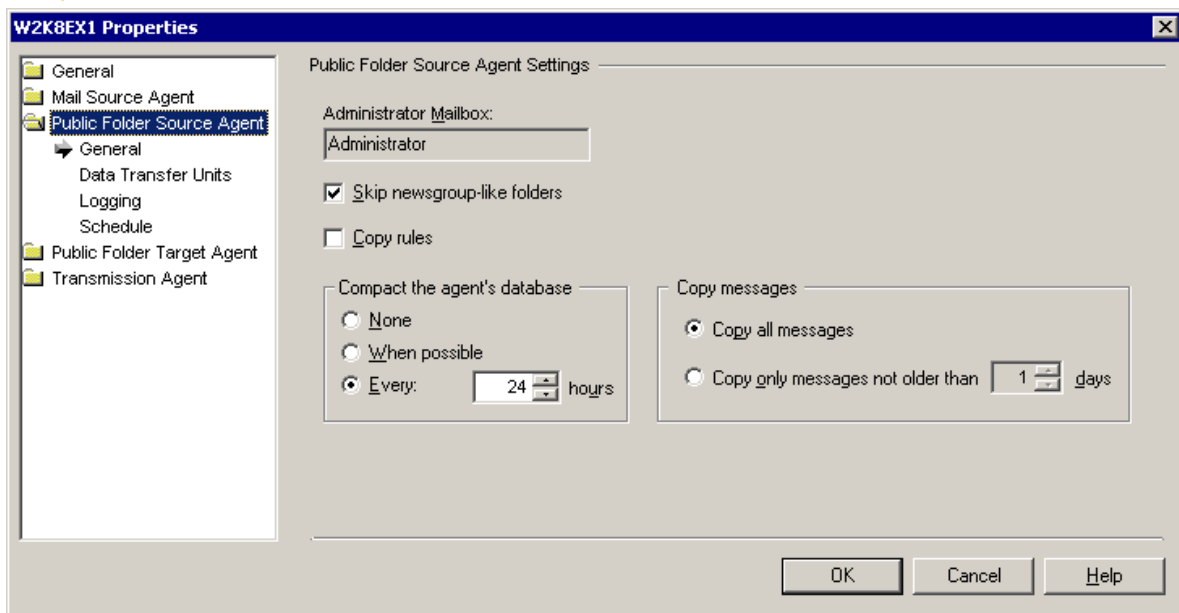 W2K8EX1 Properties
General
Mail Source Agent
Public Folder Source Agent
General
Data Transfer Units
Logging
Schedule
Public Folder Target Agent
Transmission Agent
Public Folder Source Agent Settings
Administrator Mailbox:
Administrator
Skip newsgroup-like folders
Copy rules
Compact the agent's database
None
When possible
Every: 24 hours
Copy messages
Copy all messages
Copy only messages not older than 1 days
OK Cancel Help